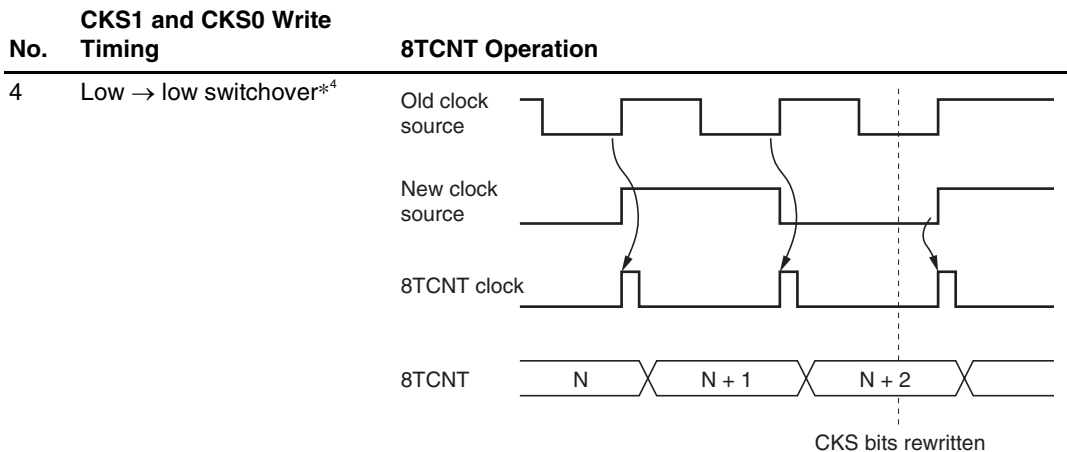 CKS1 and CKS0 Write
No. Timing 8TCNT Operation
4 Low → low switchover*4
Old clock
source
New clock
source
8TCNT clock
8TCNT N N + 1 N + 2
CKS bits rewritten